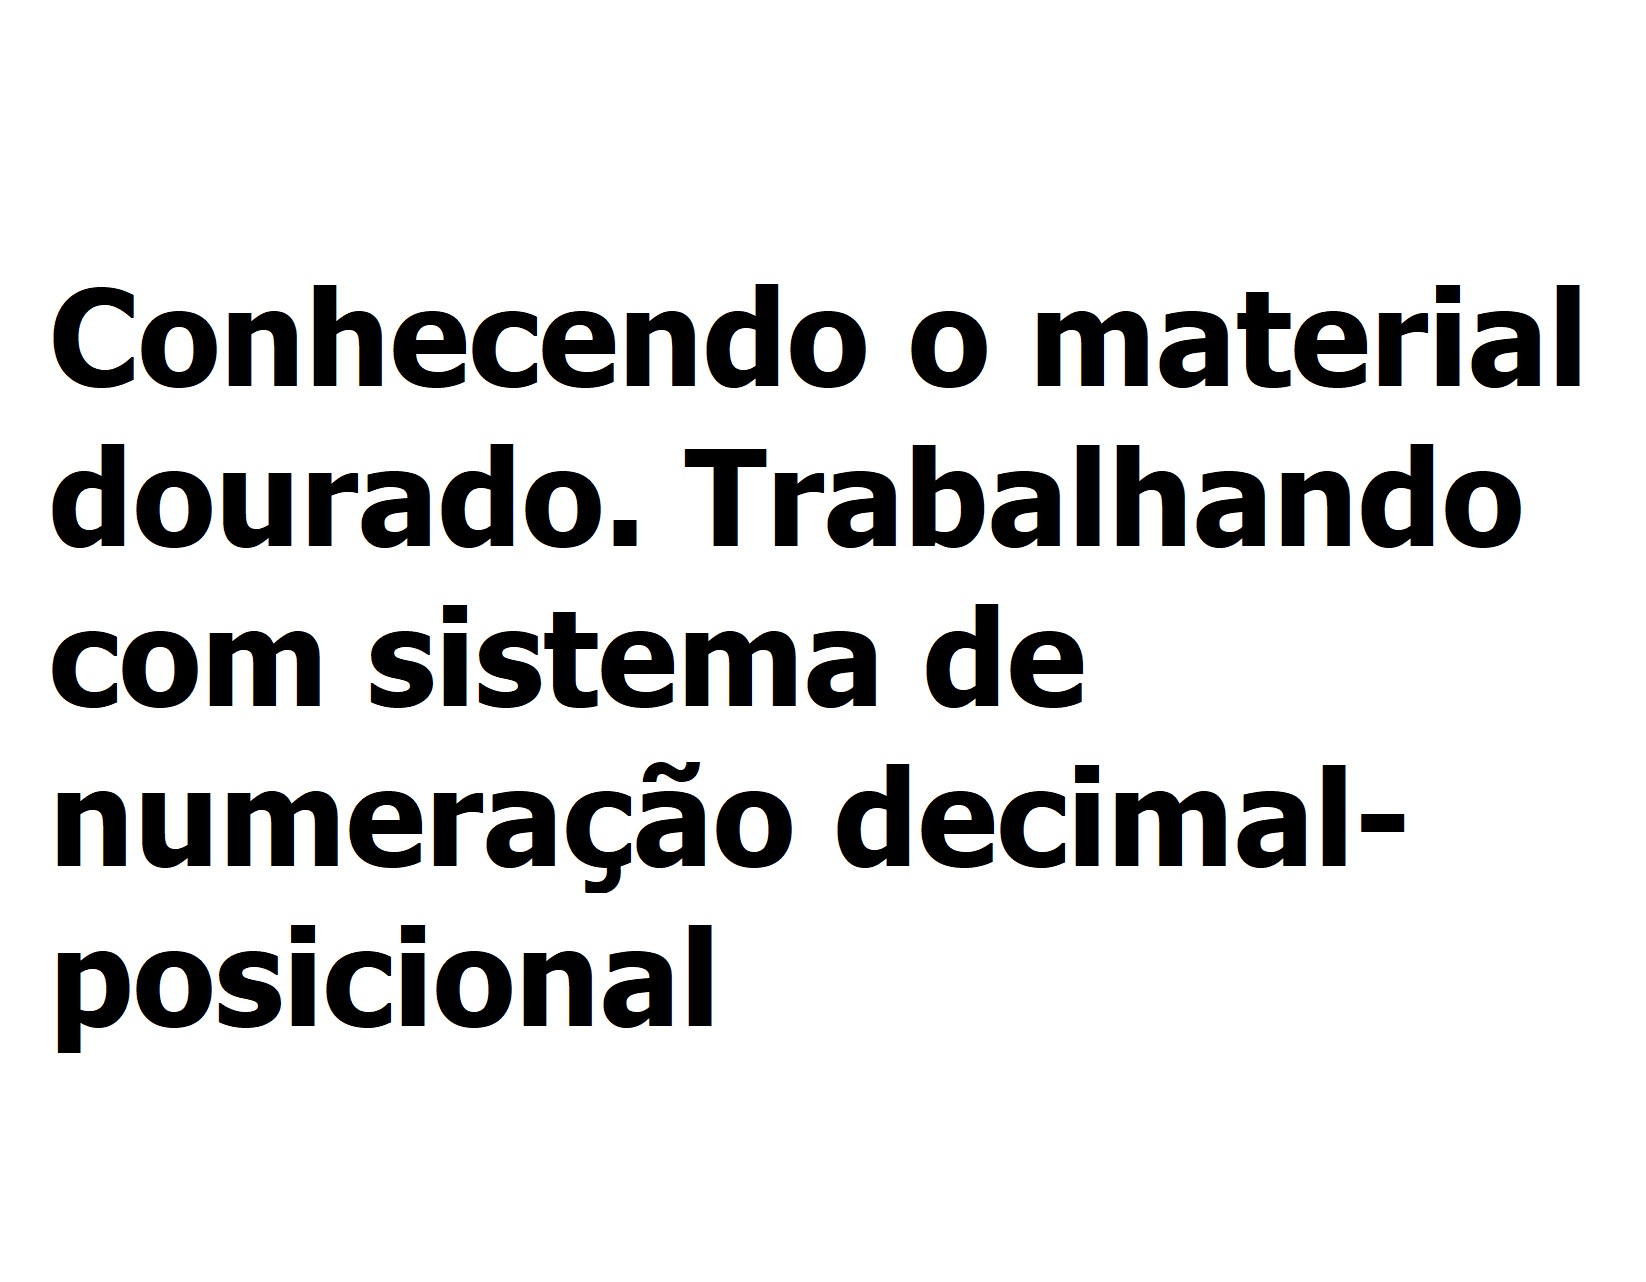 Conhecendo o material
dourado. Trabalhando
com sistema de
numeração decimal-
posicional